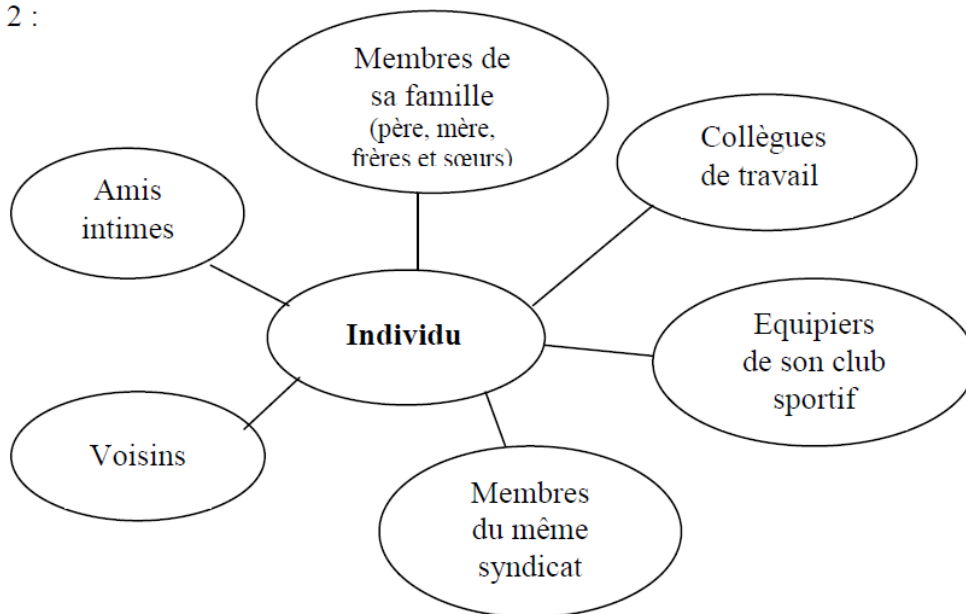 2 :
Membres de
sa famille
(père, mère,
frères et sœurs)
Collègues
de travail
Amis
intimes
Individu
Equipiers
de son club
sportif
Voisins
Membres
du même
syndicat